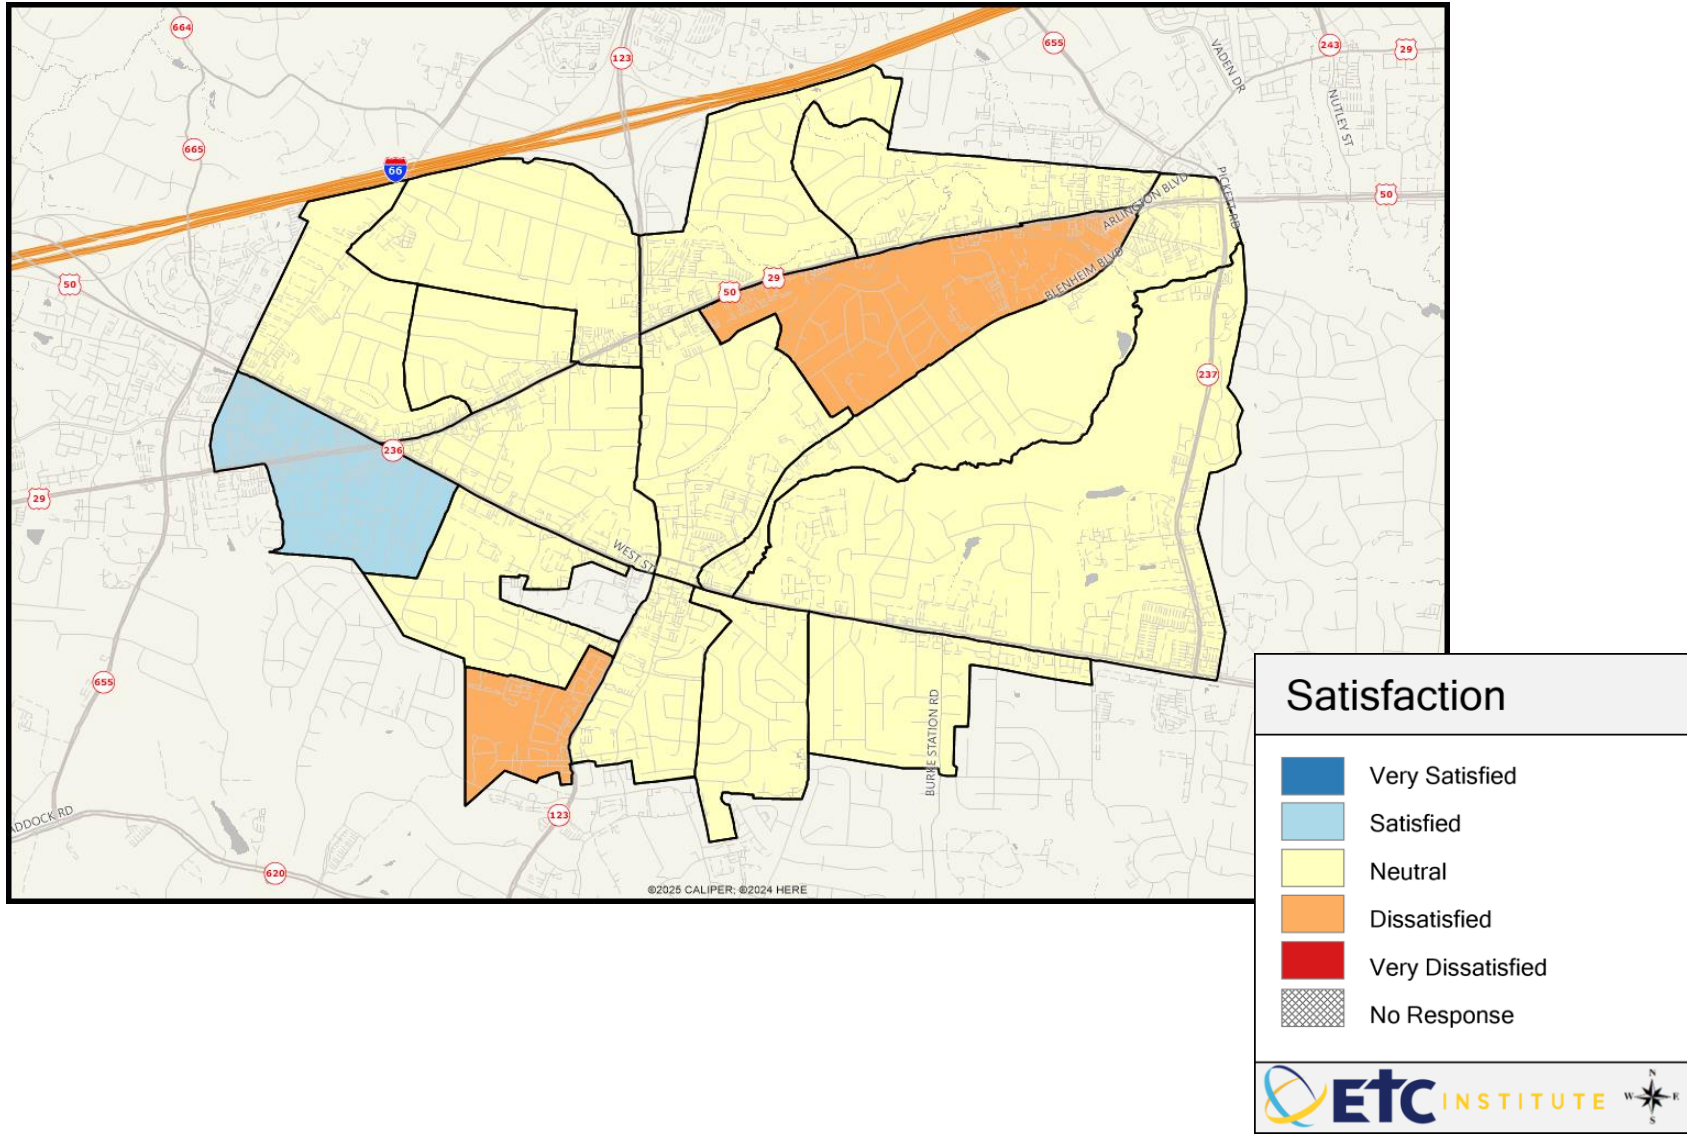 664
123
655
243
29
VADEN DR
NUTLEY ST
665
66
50
PICKETT RD
ARLINGTON BLVD
50
29
50
BLENHEIM BLVD
237
236
29
WEST ST
655
BURKE STATION RD
123
ADDOCK RD
620
©2025 CALIPER; ©2024 HERE
Satisfaction
Very Satisfied
Satisfied
Neutral
Dissatisfied
Very Dissatisfied
No Response
ETC INSTITUTE
N
W E
S